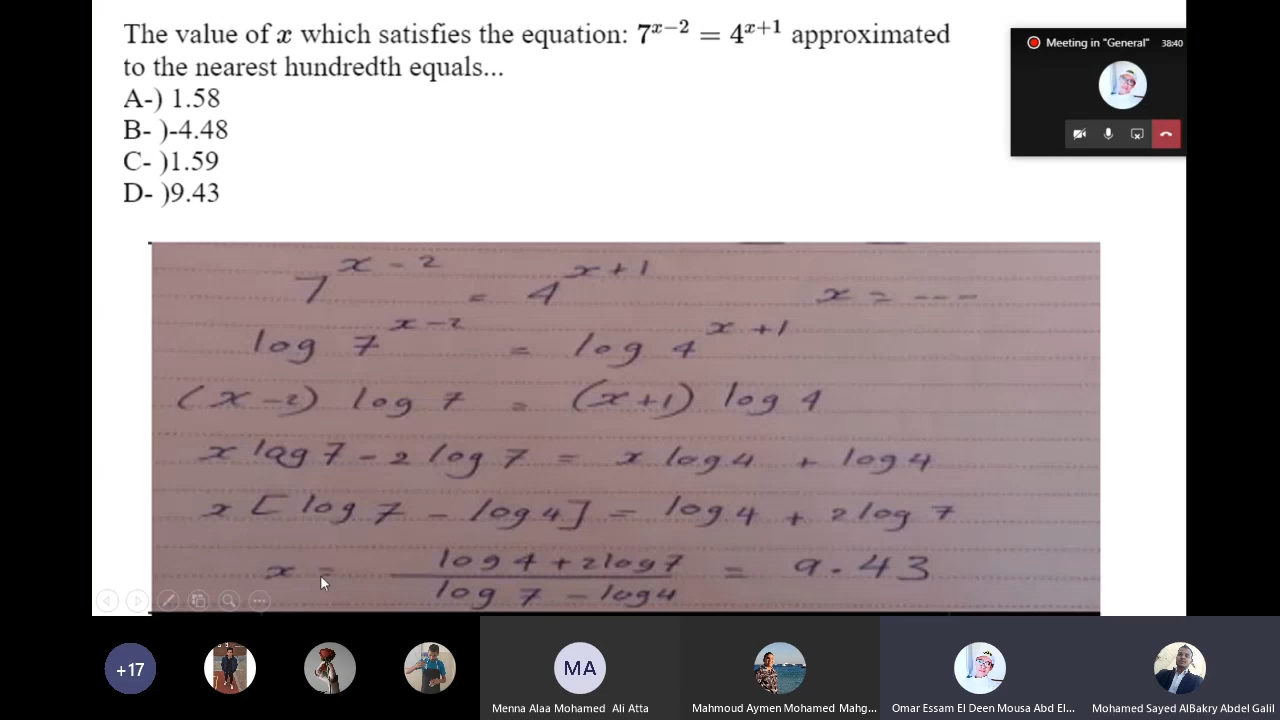 The value of x which satisfies the equation: 7^{x−2} = 4^{x+1} approximated
to the nearest hundredth equals...
A-) 1.58
B- )-4.48
C- )1.59
D- )9.43
Meeting in "General" 38:40
7^{x-2} = 4^{x+1} x = ---
log 7^{x-2} = log 4^{x+1}
(x-2) log 7 = (x+1) log 4
x log 7 - 2 log 7 = x log 4 + log 4
x [ log 7 - log 4 ] = log 4 + 2 log 7
x = \frac{log 4 + 2 log 7}{log 7 - log 4} = 9.43
+17
MA
Menna Alaa Mohamed Ali Atta
Mahmoud Aymen Mohamed Mahg...
Omar Essam El Deen Mousa Abd El...
Mohamed Sayed AlBakry Abdel Galil